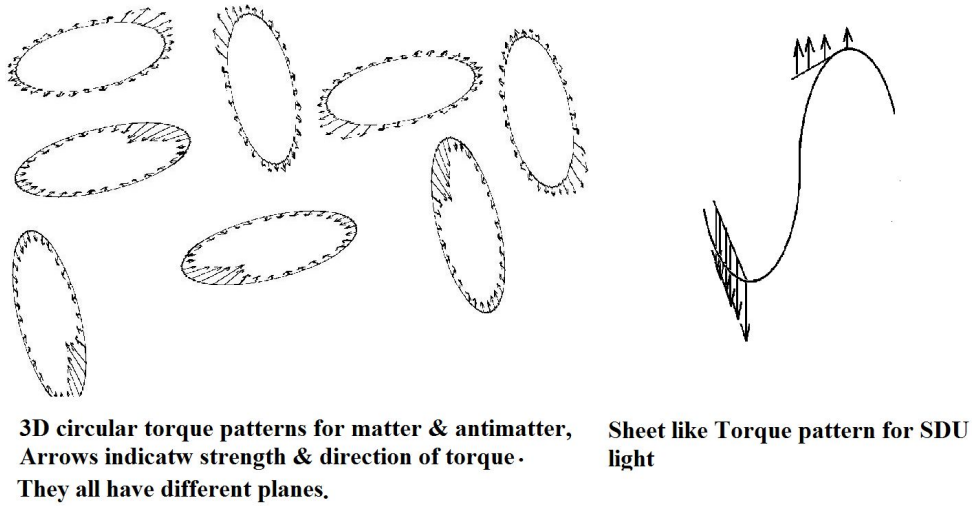 3D circular torque patterns for matter & antimatter,
Arrows indicatw strength & direction of torque.
They all have different planes.
Sheet like Torque pattern for SDU
light